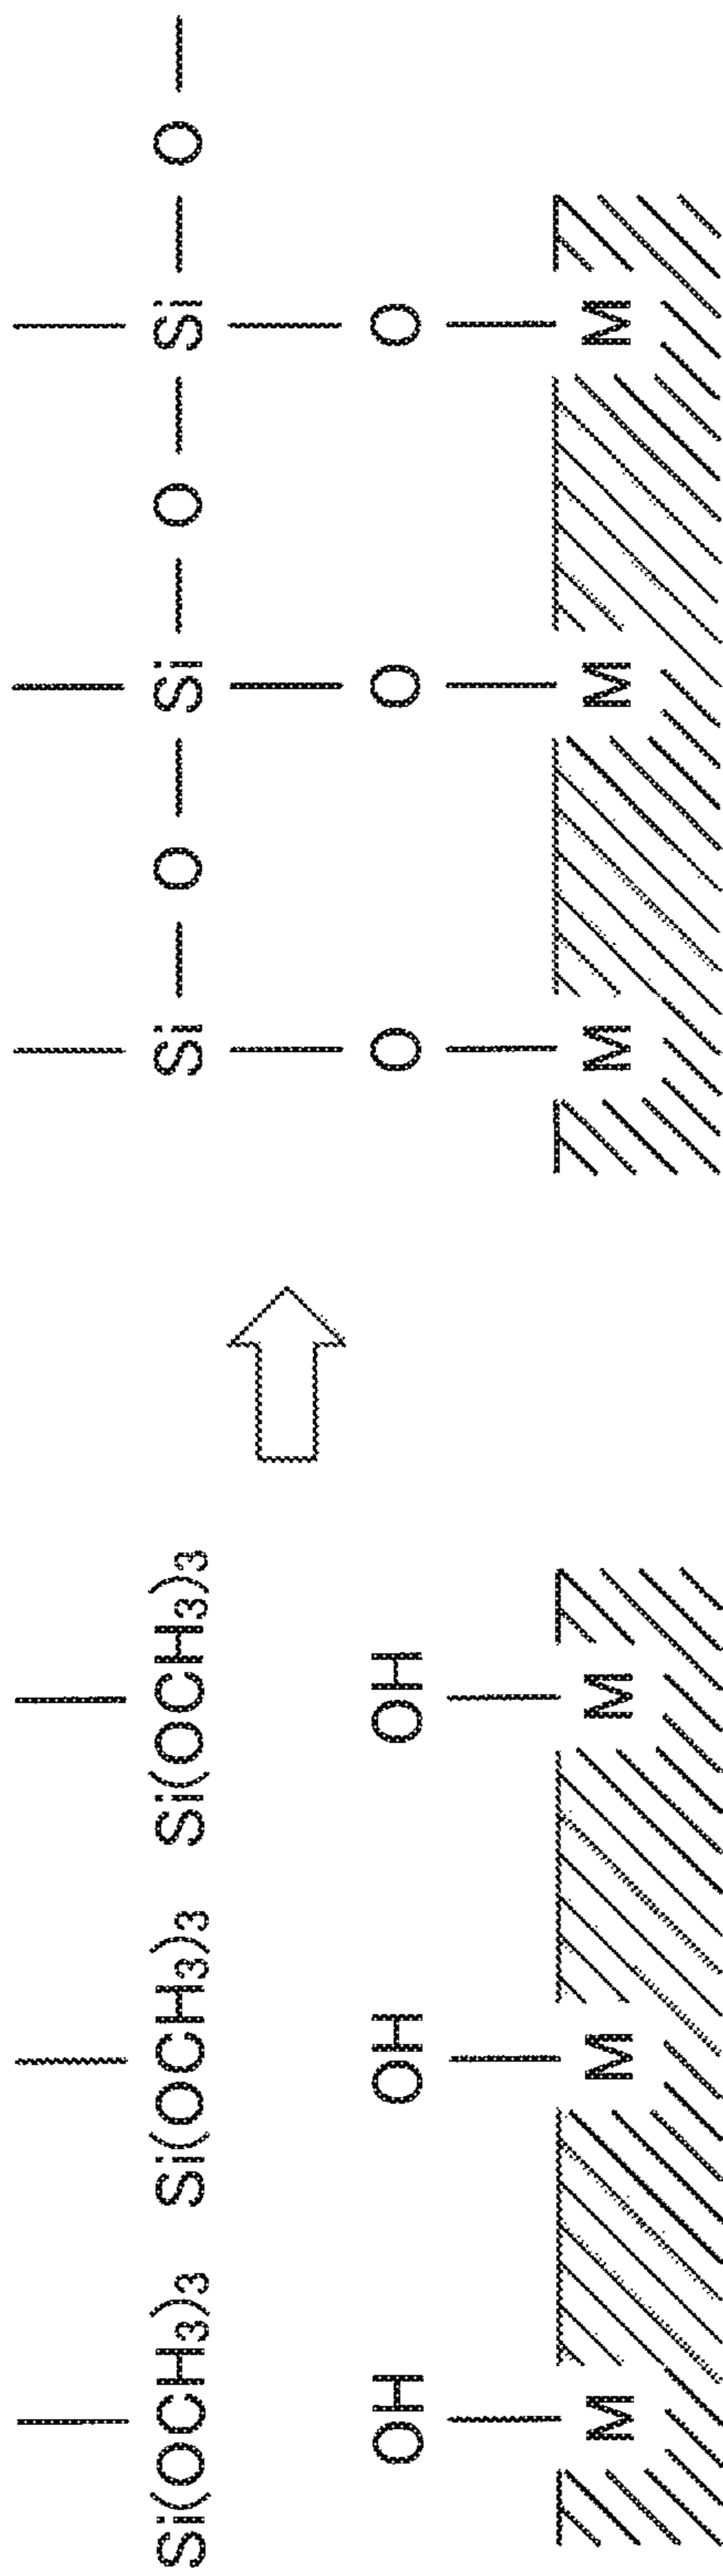 Si(OCH₃)₃ Si(OCH₃)₃ Si(OCH₃)₃
OH OH OH
M M M
Si — O — Si — O — Si — O —
O O O
M M M